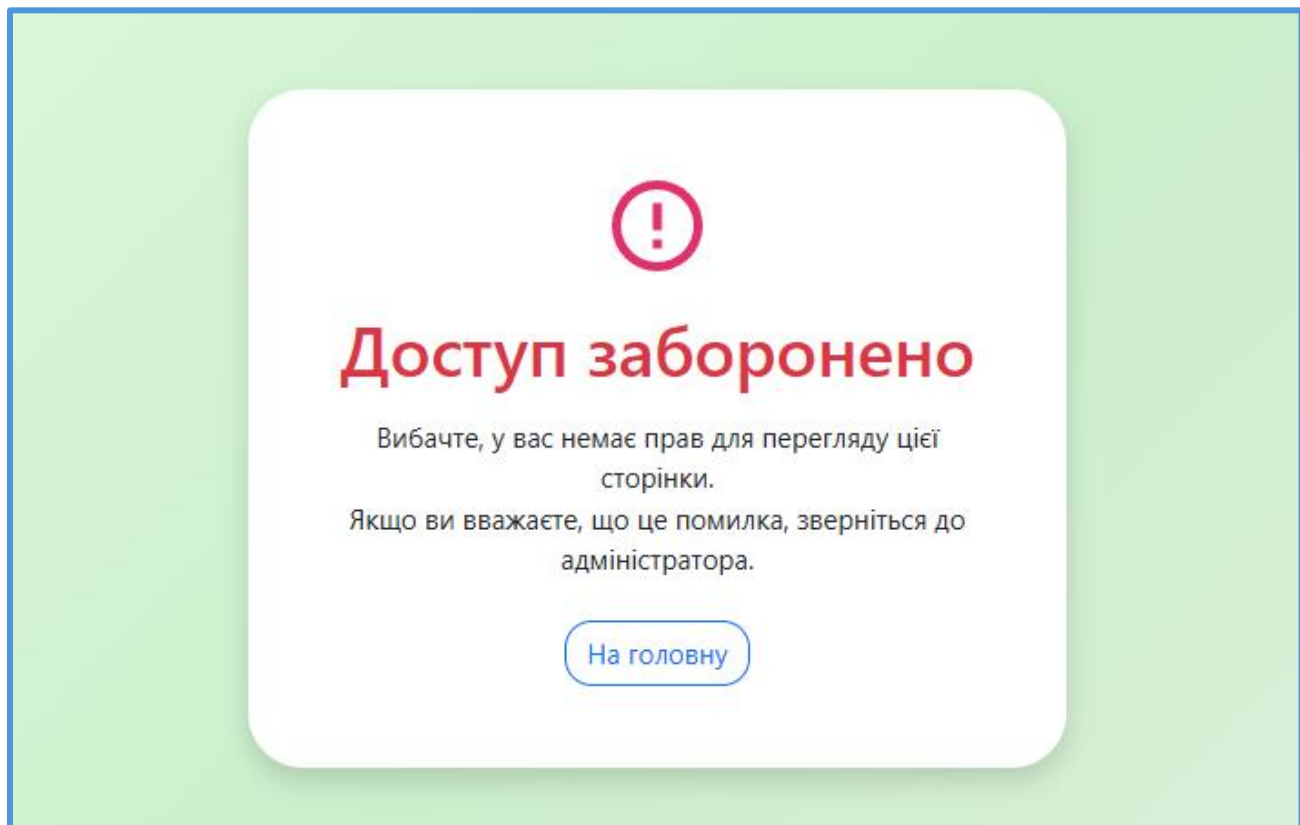 Доступ заборонено
Вибачте, у вас немає прав для перегляду цієї
сторінки.
Якщо ви вважаєте, що це помилка, зверніться до
адміністратора.
На головну